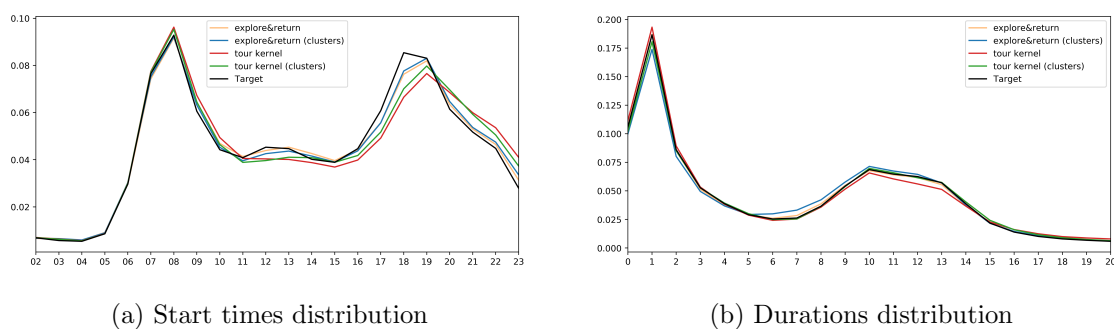 0.10
0.08
0.06
0.04
0.02
02 03 04 05 06 07 08 09 10 11 12 13 14 15 16 17 18 19 20 21 22 23
explore&return
explore&return (clusters)
tour kernel
tour kernel (clusters)
Target
(a) Start times distribution
0.200
0.175
0.150
0.125
0.100
0.075
0.050
0.025
0.000
0 1 2 3 4 5 6 7 8 9 10 11 12 13 14 15 16 17 18 19 20
explore&return
explore&return (clusters)
tour kernel
tour kernel (clusters)
Target
(b) Durations distribution